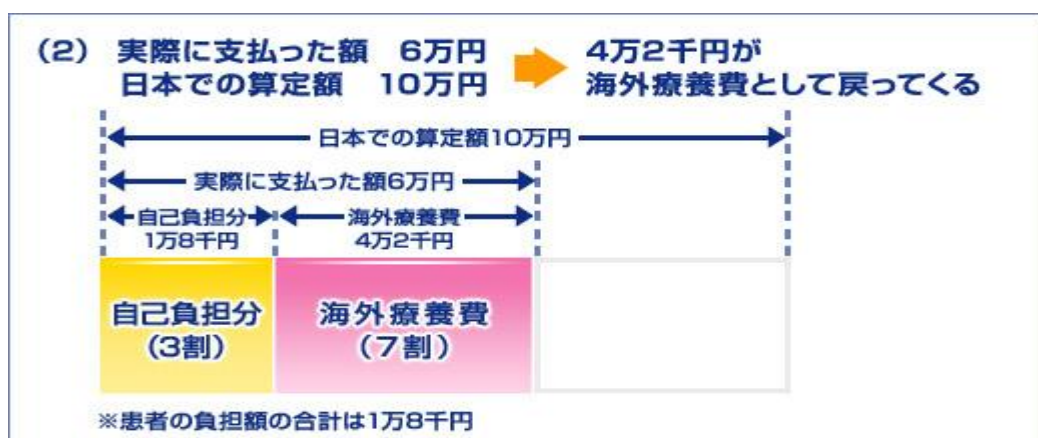 (2) 実際に支払った額 6万円
日本での算定額 10万円
4万2千円が
海外療養費として戻ってくる
日本での算定額10万円
実際に支払った額6万円
自己負担分
1万8千円
海外療養費
4万2千円
自己負担分
(3割)
海外療養費
(7割)
※患者の負担額の合計は1万8千円